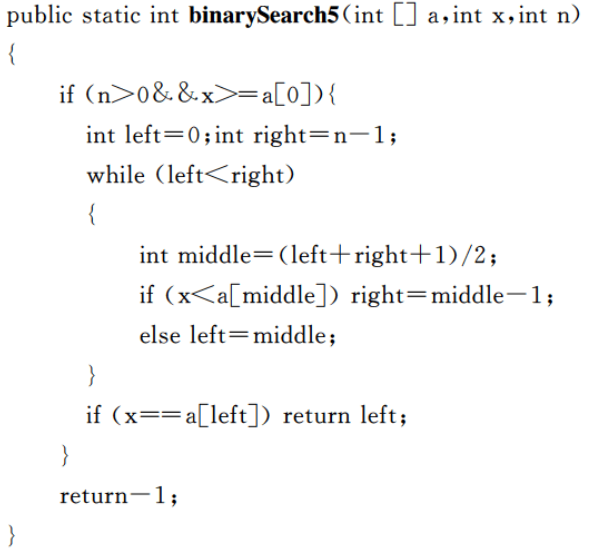 public static int binarySearch5(int [] a,int x,int n)
{
if (n>0&&x>=a[0]){
int left=0;int right=n-1;
while (left<right)
{
int middle=(left+right+1)/2;
if (x<a[middle]) right=middle-1;
else left=middle;
}
if (x==a[left]) return left;
}
return-1;
}